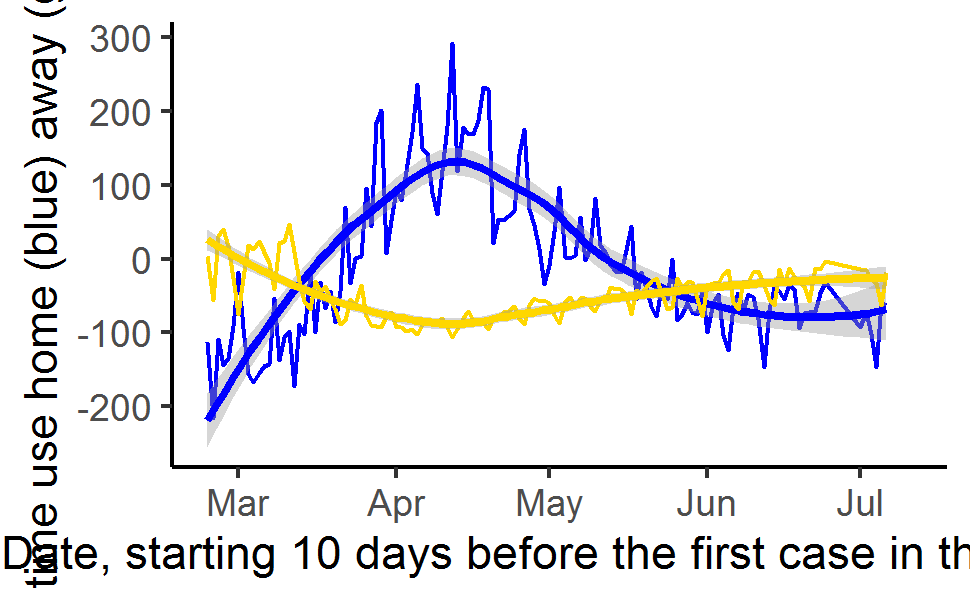 time use home (blue) away (
300
200
100
0
-100
-200
Mar Apr May Jun Jul
Date, starting 10 days before the first case in th